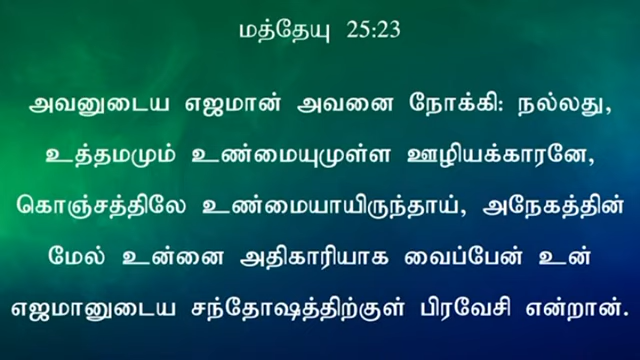 மத்தேயு 25:23
அவனுடைய எஜமான் அவனை நோக்கி: நல்லது,
உத்தமமும் உண்மையுமுள்ள ஊழியக்காரனே,
கொஞ்சத்திலே உண்மையாயிருந்தாய், அநேகத்தின்
மேல் உன்னை அதிகாரியாக வைப்பேன் உன்
எஜமானுடைய சந்தோஷத்திற்குள் பிரவேசி என்றான்.